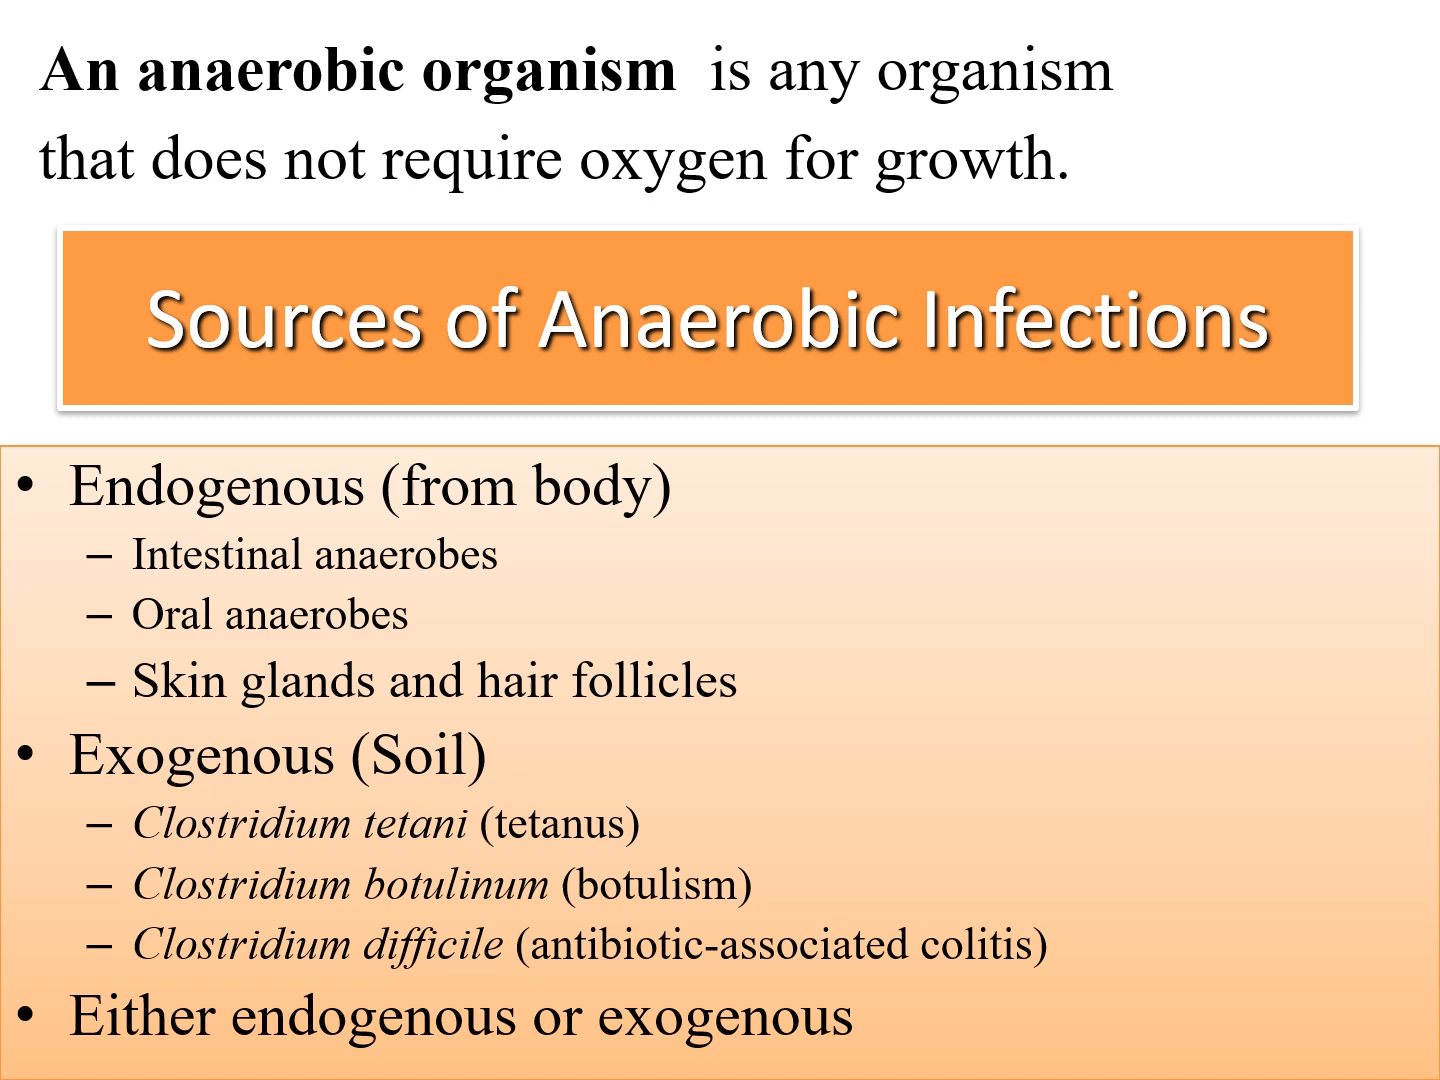 An anaerobic organism is any organism
that does not require oxygen for growth.
Sources of Anaerobic Infections
• Endogenous (from body)
– Intestinal anaerobes
– Oral anaerobes
– Skin glands and hair follicles
• Exogenous (Soil)
– Clostridium tetani (tetanus)
– Clostridium botulinum (botulism)
– Clostridium difficile (antibiotic-associated colitis)
• Either endogenous or exogenous